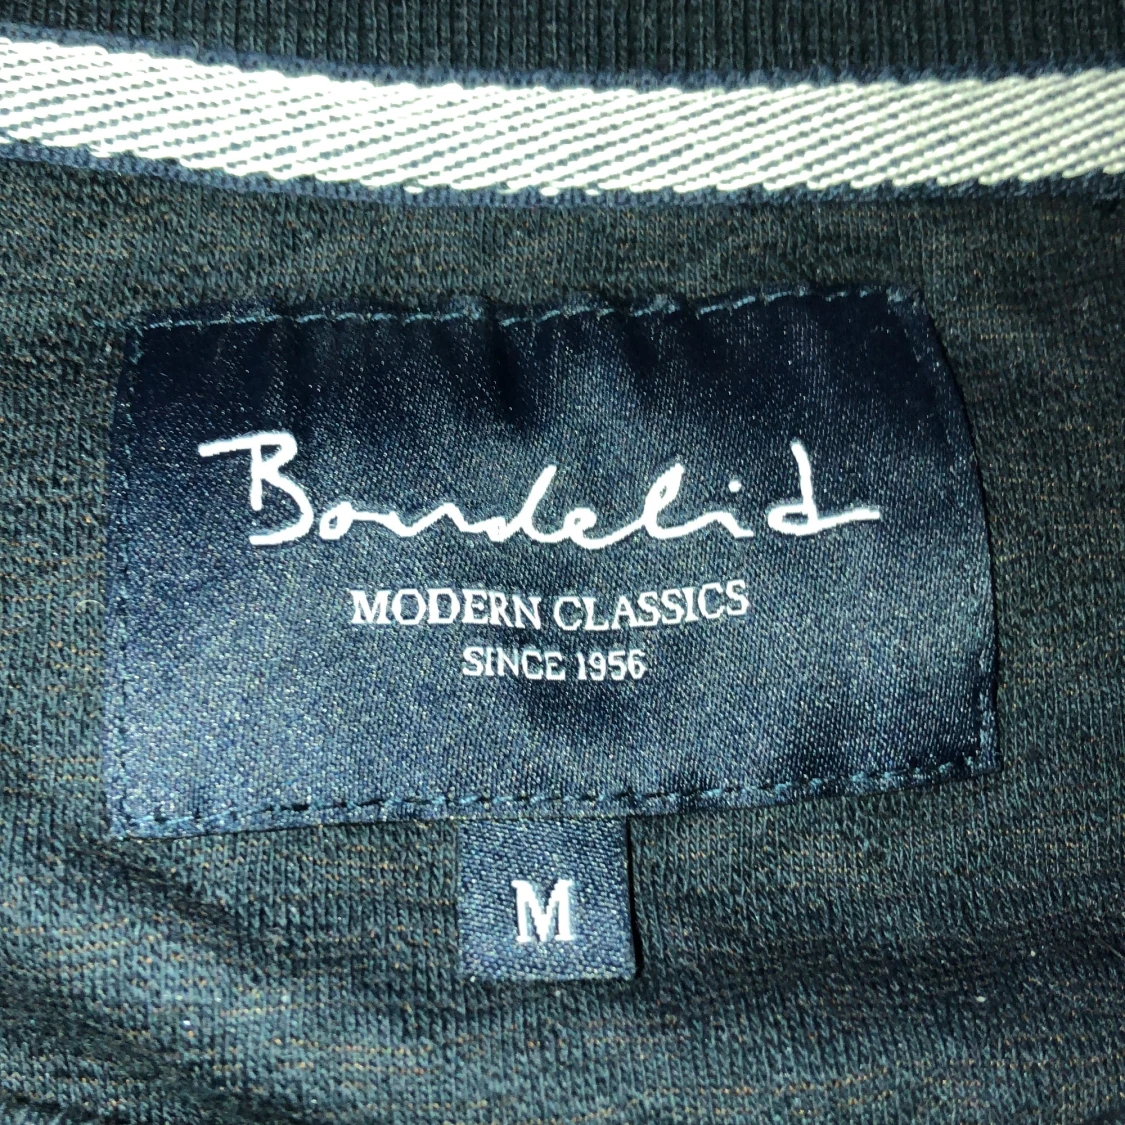 Bondelid
MODERN CLASSICS
SINCE 1956
M